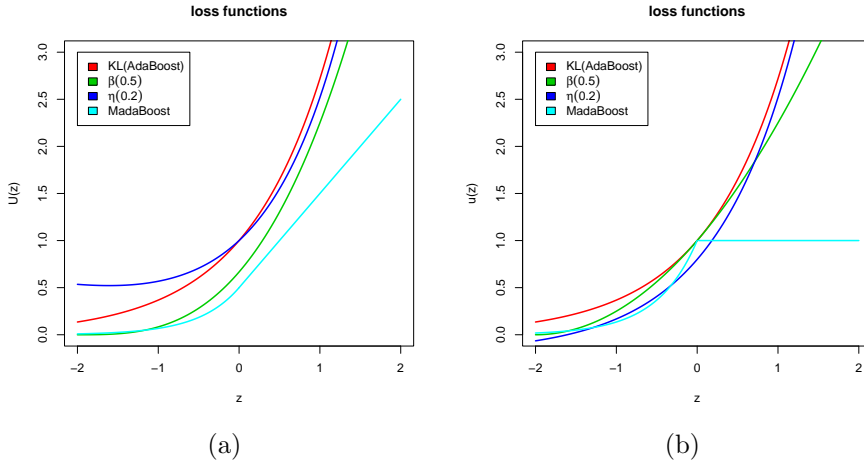 loss functions
KL(AdaBoost)
β(0.5)
η(0.2)
MadaBoost
U(z)
0.0
0.5
1.0
1.5
2.0
2.5
3.0
−2
−1
0
1
2
z
(a)
loss functions
KL(AdaBoost)
β(0.5)
η(0.2)
MadaBoost
u(z)
0.0
0.5
1.0
1.5
2.0
2.5
3.0
−2
−1
0
1
2
z
(b)